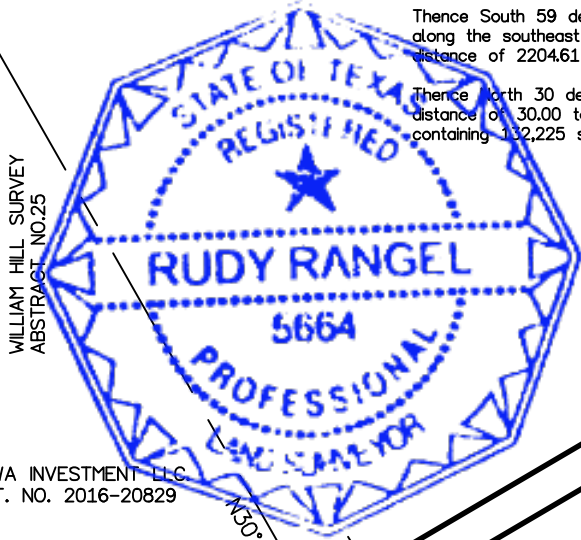 Thence South 59 de
along the southeast
distance of 2204.61
Thence North 30 de
distance of 30.00 to
containing 132,225 s
STATE OF TEXAS
REGISTERED
RUDY RANGEL
5664
PROFESSIONAL
LAND SURVEYOR
WILLIAM HILL SURVEY
ABSTRACT NO.25
VA INVESTMENT LLC.
T. NO. 2016-20829
N30°